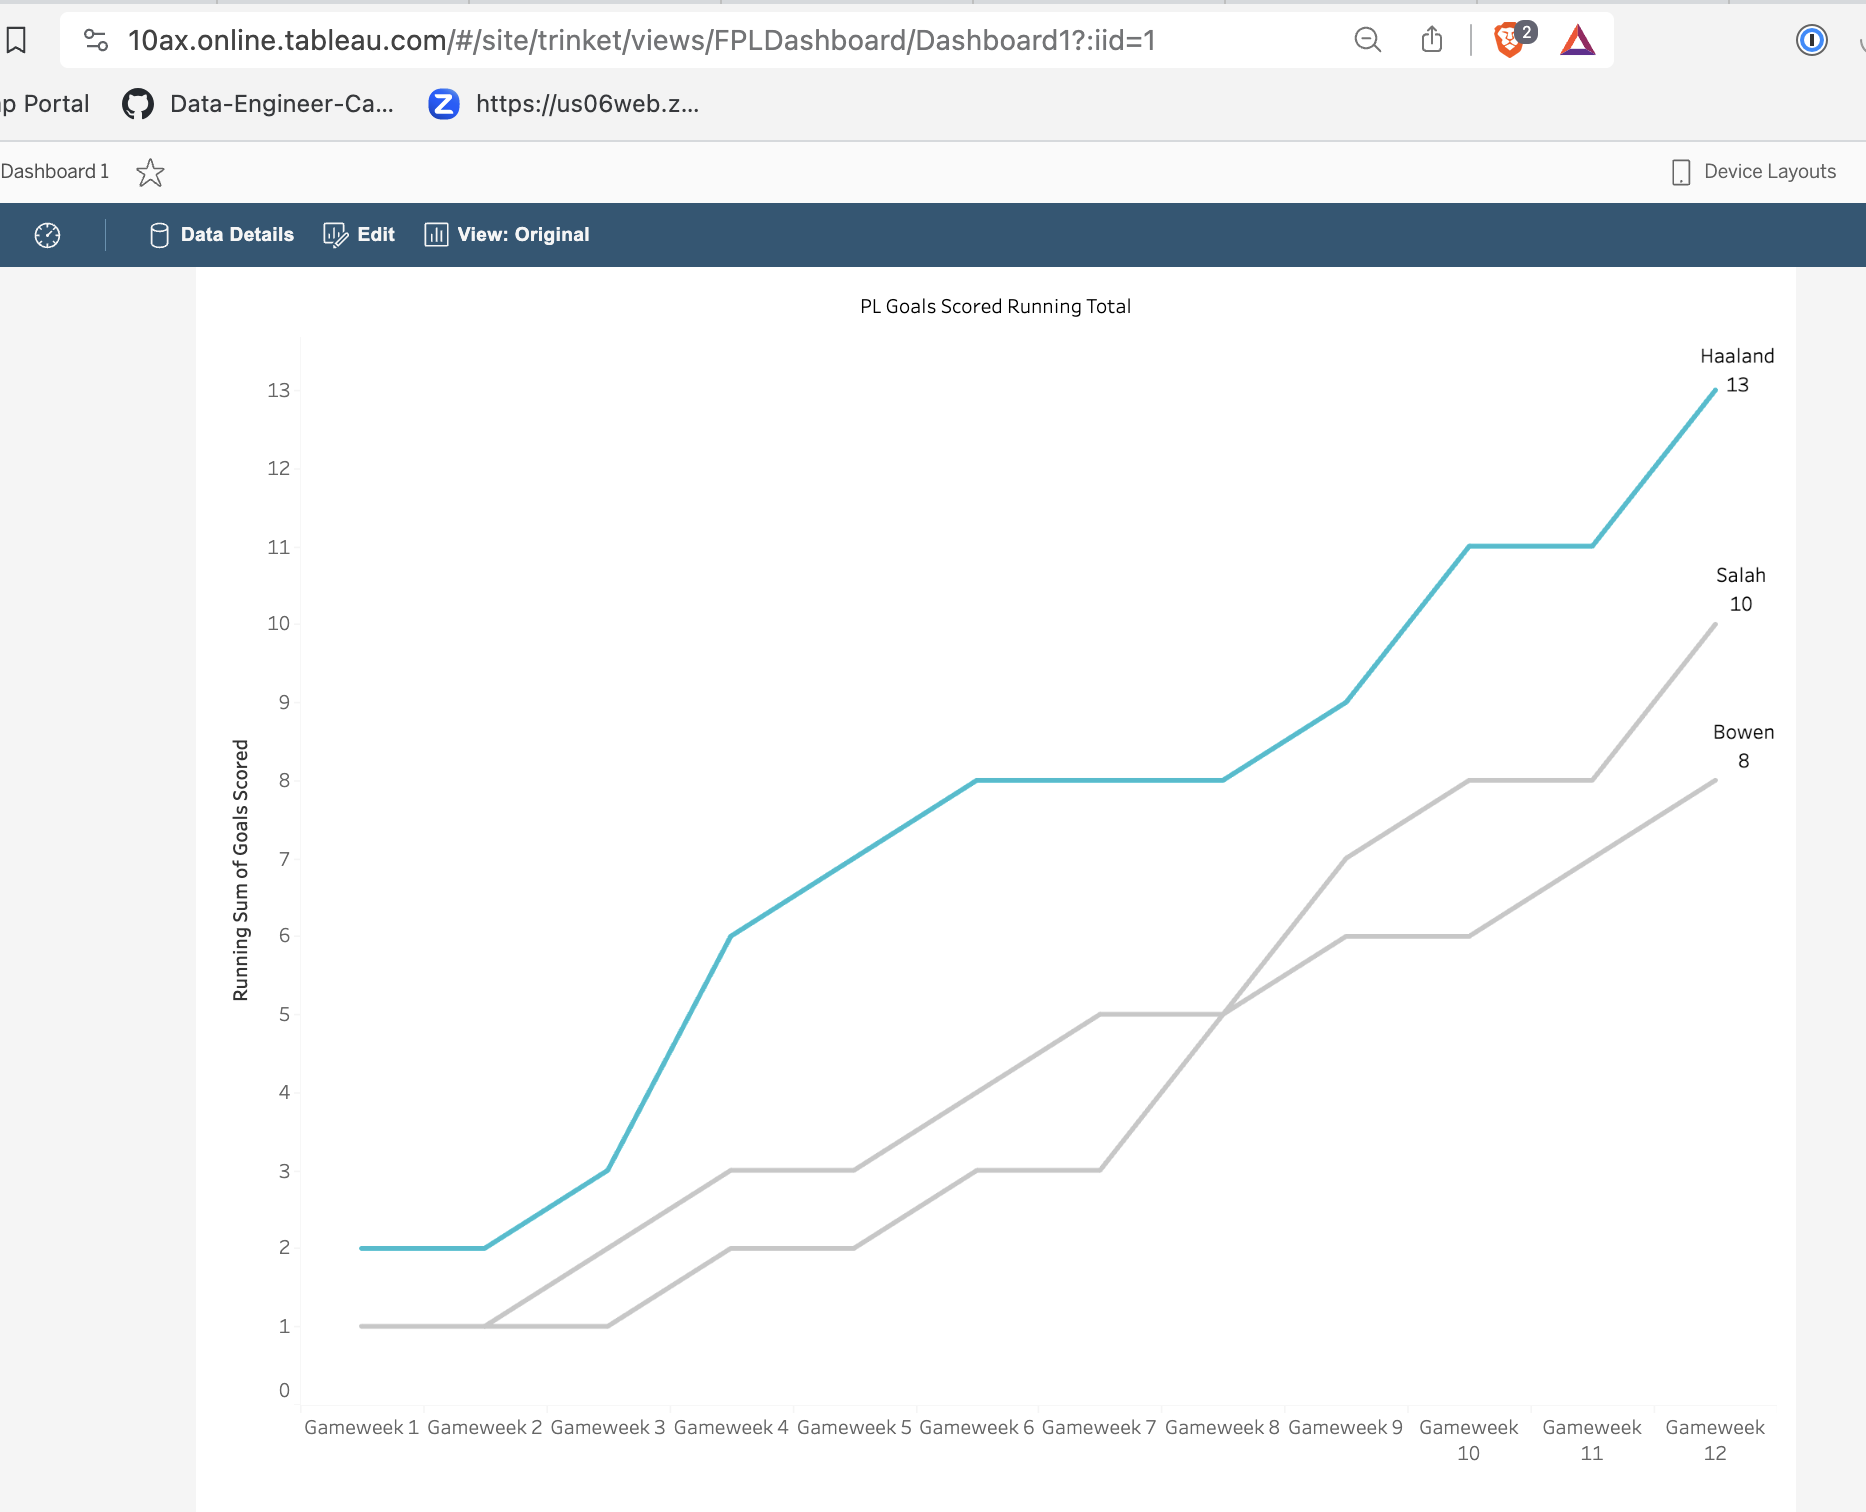 10ax.online.tableau.com/#/site/trinket/views/FPLDashboard/Dashboard1?:iid=1
2
p Portal
Data-Engineer-Ca...
Z
https://us06web.z...
Dashboard 1
Device Layouts
Data Details
Edit
View: Original
PL Goals Scored Running Total
Haaland
13
Salah
10
Bowen
8
Running Sum of Goals Scored
13
12
11
10
9
8
7
6
5
4
3
2
1
0
Gameweek 1 Gameweek 2 Gameweek 3 Gameweek 4 Gameweek 5 Gameweek 6 Gameweek 7 Gameweek 8 Gameweek 9 Gameweek Gameweek Gameweek
10 11 12